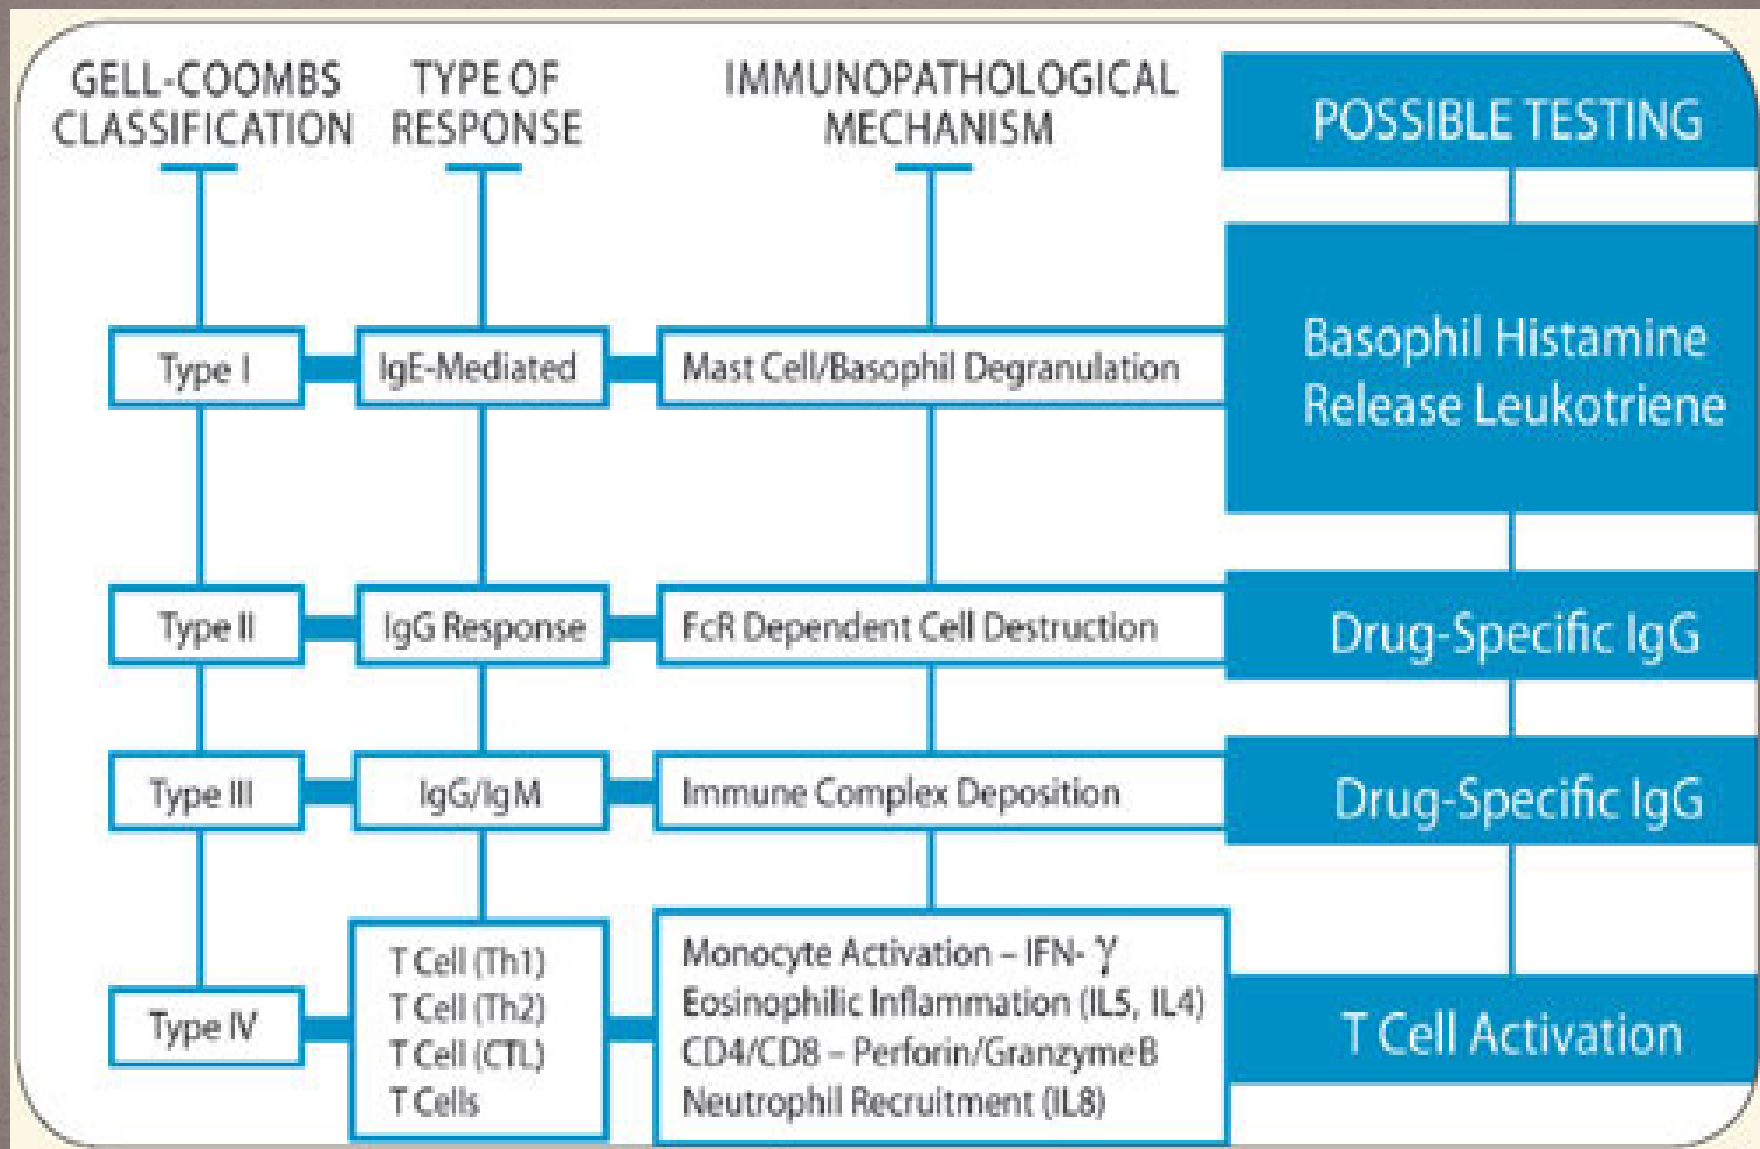 GELL-COOMBS
CLASSIFICATION
TYPE OF
RESPONSE
IMMUNOPATHOLOGICAL
MECHANISM
POSSIBLE TESTING
Type I
IgE-Mediated
Mast Cell/Basophil Degranulation
Basophil Histamine
Release Leukotriene
Type II
IgG Response
FcR Dependent Cell Destruction
Drug-Specific IgG
Type III
IgG/IgM
Immune Complex Deposition
Drug-Specific IgG
Type IV
T Cell (Th1)
T Cell (Th2)
T Cell (CTL)
T Cells
Monocyte Activation – IFN- γ
Eosinophilic Inflammation (IL5, IL4)
CD4/CD8 – Perforin/GranzymeB
Neutrophil Recruitment (IL8)
T Cell Activation